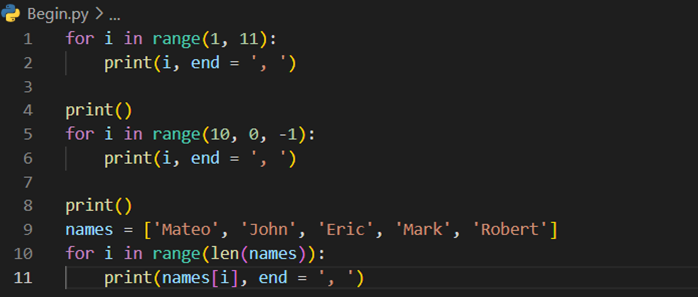 Begin.py > ...
1 for i in range(1, 11):
2     print(i, end = ', ')
3
4 print()
5 for i in range(10, 0, -1):
6     print(i, end = ', ')
7
8 print()
9 names = ['Mateo', 'John', 'Eric', 'Mark', 'Robert']
10 for i in range(len(names)):
11     print(names[i], end = ', ')